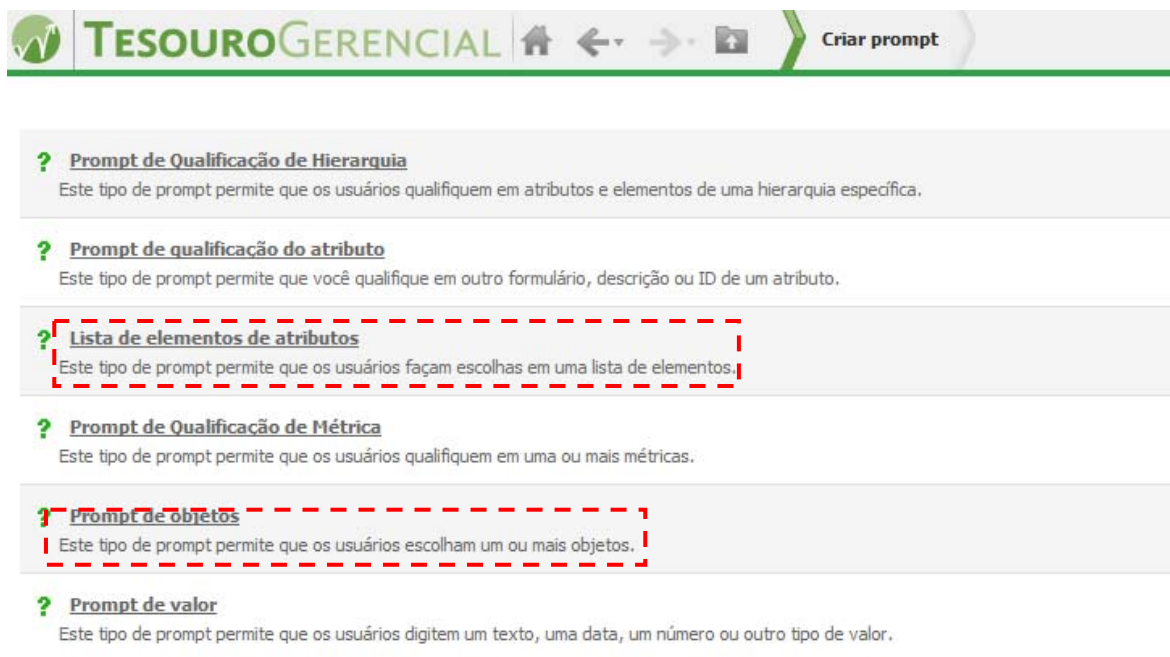 TESOUROGERENCIAL Criar prompt
? Prompt de Qualificação de Hierarquia
Este tipo de prompt permite que os usuários qualifiquem em atributos e elementos de uma hierarquia específica.
? Prompt de qualificação do atributo
Este tipo de prompt permite que você qualifique em outro formulário, descrição ou ID de um atributo.
? Lista de elementos de atributos
Este tipo de prompt permite que os usuários façam escolhas em uma lista de elementos.
? Prompt de Qualificação de Métrica
Este tipo de prompt permite que os usuários qualifiquem em uma ou mais métricas.
? Prompt de objetos
Este tipo de prompt permite que os usuários escolham um ou mais objetos.
? Prompt de valor
Este tipo de prompt permite que os usuários digitem um texto, uma data, um número ou outro tipo de valor.